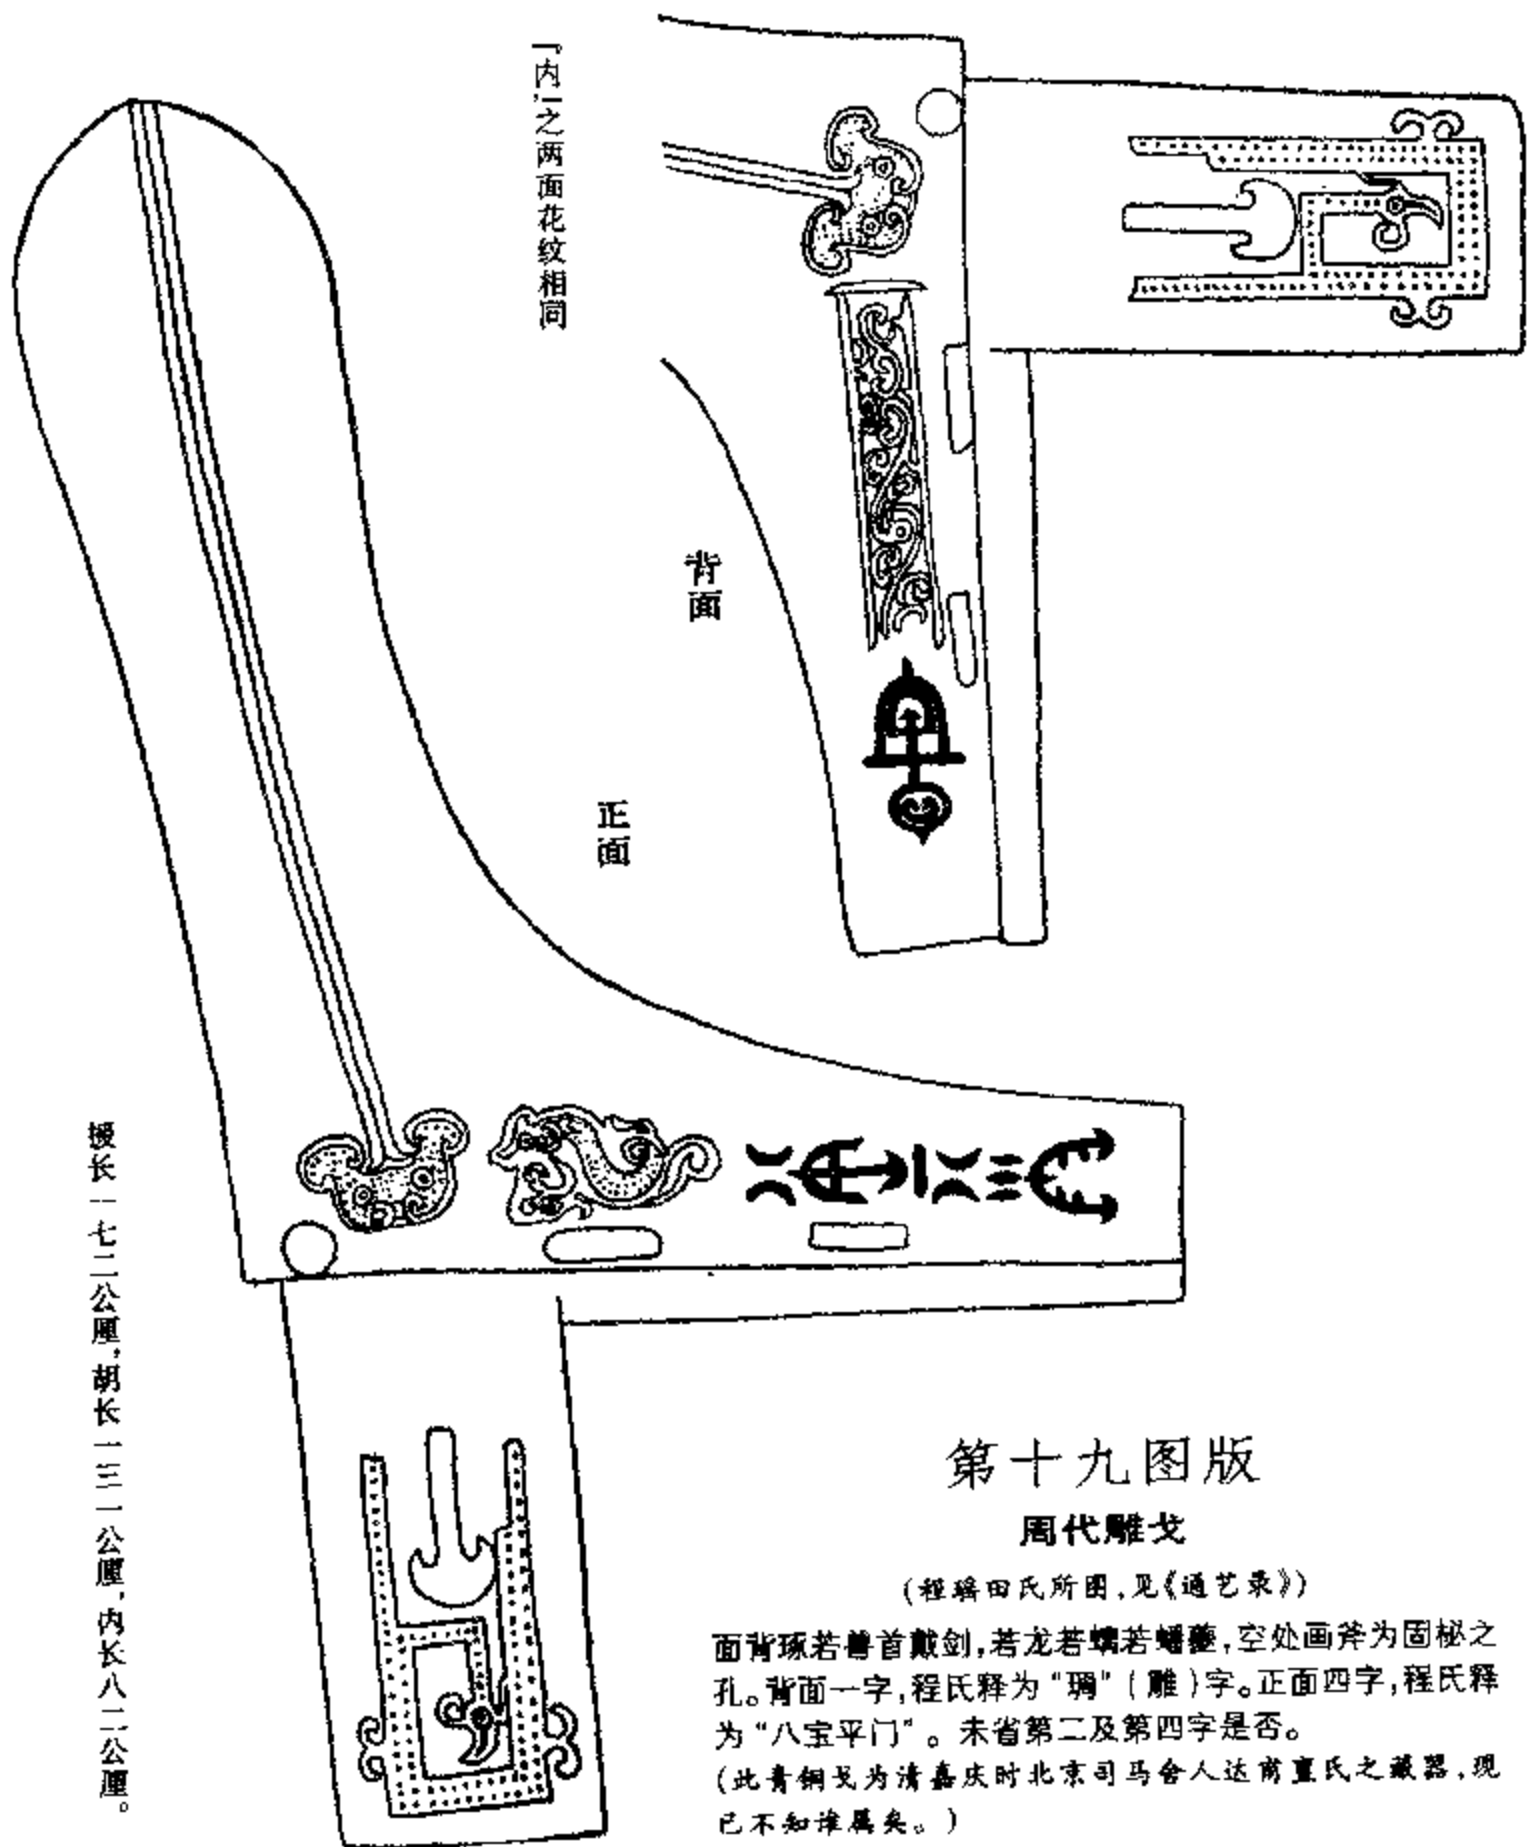 「内」之两面花纹相同
背面
正面
援长一七二公厘,胡长一三一公厘,内长八二公厘。
第十九图版
周代雕戈
(程瑶田氏所图,见《通艺录》)
面背琢若兽首戴剑,若龙若螭若蟠夔,空处画斧为固柲之
孔。背面一字,程氏释为“琱”(雕)字。正面四字,程氏释
为“八宝平门”。未省第二及第四字是否。
(此青铜戈为清嘉庆时北京司马舍人达甫董氏之藏器,现
已不知谁属矣。)